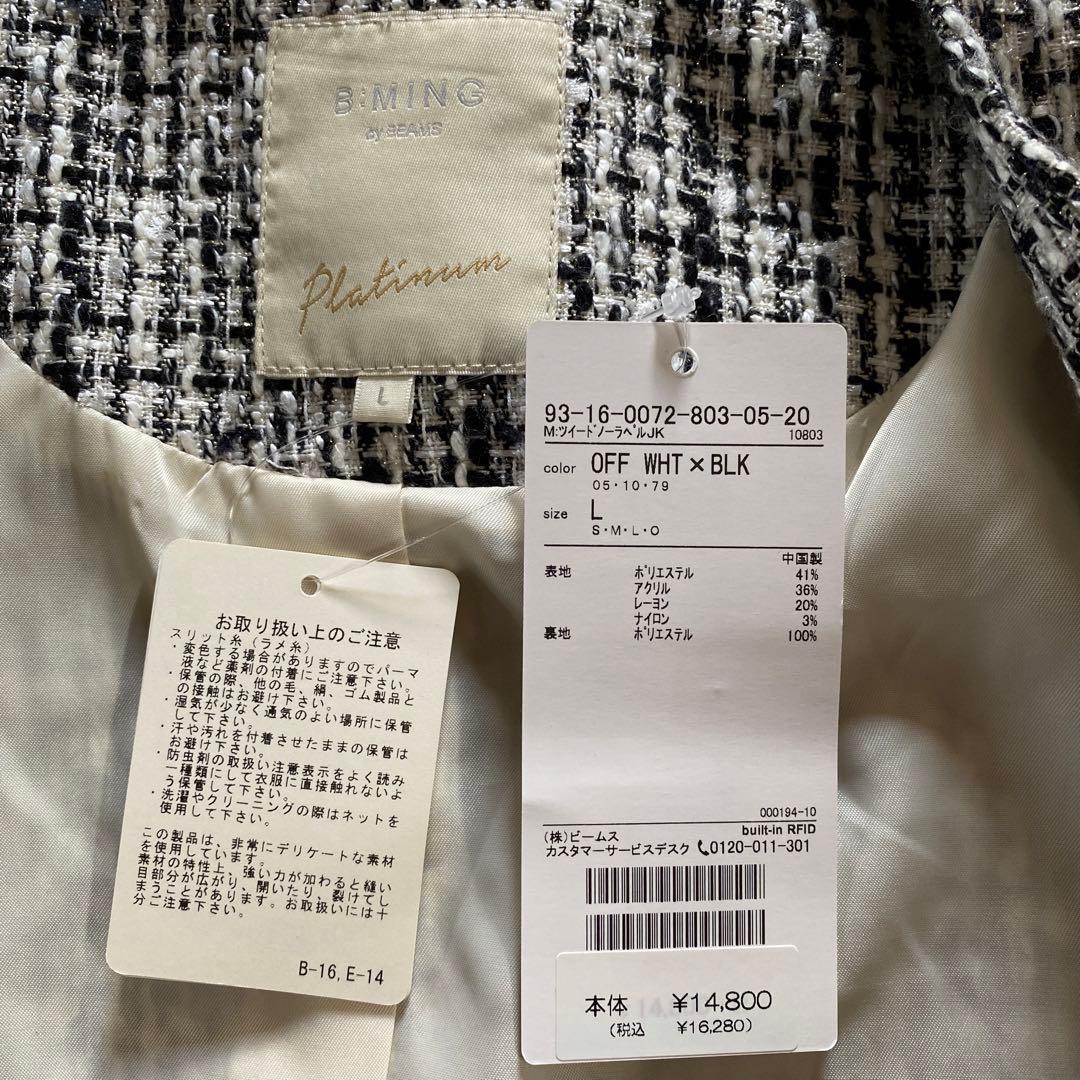 B:MING
by BEAMS
Platinum
L
93-16-0072-803-05-20
M:ツイードノーラペルJK 10803
color OFF WHT×BLK
05・10・79
size L
S・M・L・O
中国製
表地 ポリエステル 41%
アクリル 36%
レーヨン 20%
ナイロン 3%
裏地 ポリエステル 100%
000194-10
built-in RFID
(株)ビームス
カスタマーサービスデスク 0120-011-301
本体 ¥14,800
(税込 ¥16,280)
お取り扱い上のご注意
スリット糸(ラメ糸)
・変色する場合がありますのでパーマ
液など薬剤の付着にご注意下さい。
・保管の際、他の毛、絹、ゴム製品と
の接触はお避け下さい。
・湿気が少なく通気のよい場所に保管
して下さい。
・汗や汚れを付着させたままの保管は
お避け下さい。
・防虫剤の取扱い注意表示をよく読み
一種類にして衣服に直接触れないよ
う保管して下さい。
・洗濯やクリーニングの際はネットを
使用して下さい。
この製品は、非常にデリケートな素材
を使用しています。
素材の特性上、強い力が加わると縫い
目部分が広がり、開いたり、裂けてし
まうことがあります。お取扱いには十
分ご注意下さい。
B-16,E-14